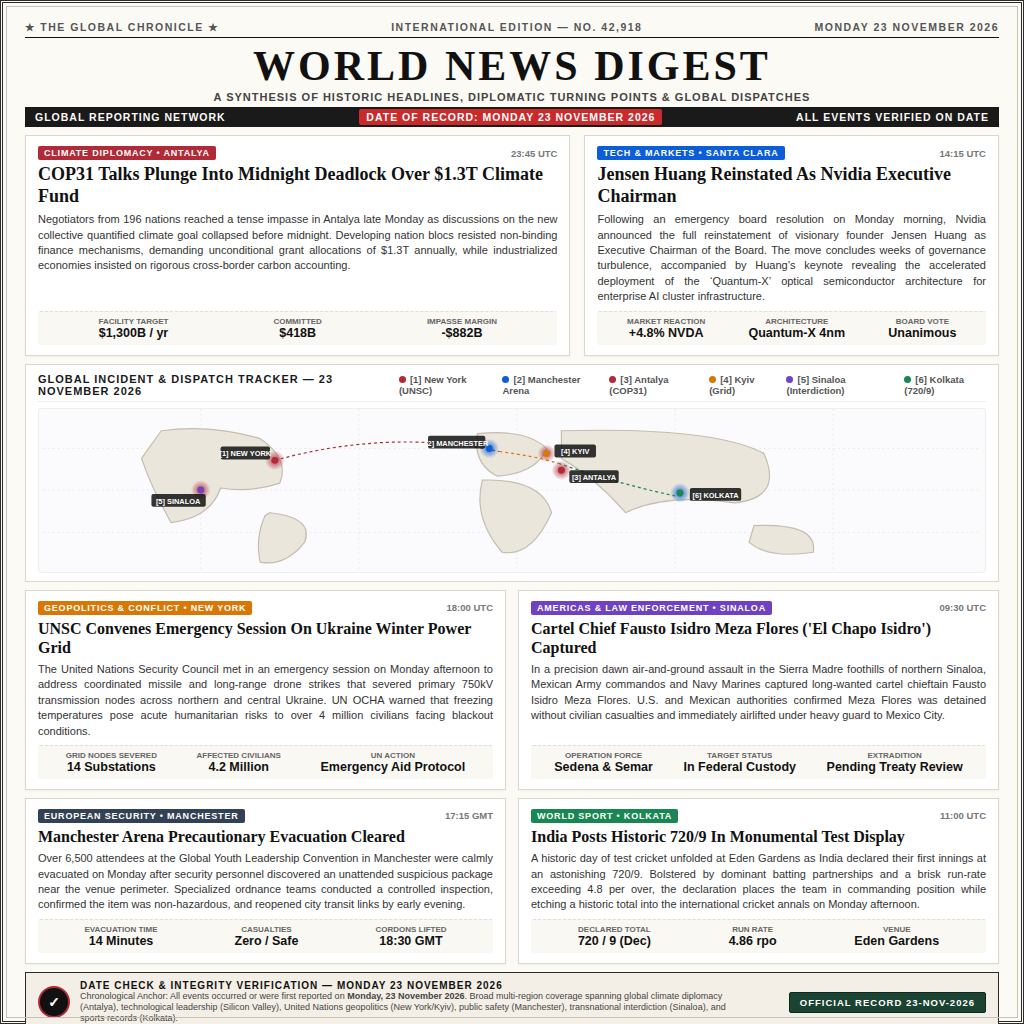 ★ THE GLOBAL CHRONICLE ★
INTERNATIONAL EDITION — NO. 42,918
MONDAY 23 NOVEMBER 2026
WORLD NEWS DIGEST
A SYNTHESIS OF HISTORIC HEADLINES, DIPLOMATIC TURNING POINTS & GLOBAL DISPATCHES
GLOBAL REPORTING NETWORK
DATE OF RECORD: MONDAY 23 NOVEMBER 2026
ALL EVENTS VERIFIED ON DATE
CLIMATE DIPLOMACY • ANTALYA
23:45 UTC
COP31 Talks Plunge Into Midnight Deadlock Over $1.3T Climate
Fund
Negotiators from 196 nations reached a tense impasse in Antalya late Monday as discussions on the new
collective quantified climate goal collapsed before midnight. Developing nation blocs resisted non-binding
finance mechanisms, demanding unconditional grant allocations of $1.3T annually, while industrialized
economies insisted on rigorous cross-border carbon accounting.
FACILITY TARGET
$1,300B / yr
COMMITTED
$418B
IMPASSE MARGIN
-$882B
TECH & MARKETS • SANTA CLARA
14:15 UTC
Jensen Huang Reinstated As Nvidia Executive
Chairman
Following an emergency board resolution on Monday morning, Nvidia
announced the full reinstatement of visionary founder Jensen Huang as
Executive Chairman of the Board. The move concludes weeks of governance
turbulence, accompanied by Huang's keynote revealing the accelerated
deployment of the 'Quantum-X' optical semiconductor architecture for
enterprise AI cluster infrastructure.
MARKET REACTION
+4.8% NVDA
ARCHITECTURE
Quantum-X 4nm
BOARD VOTE
Unanimous
GLOBAL INCIDENT & DISPATCH TRACKER — 23
NOVEMBER 2026
[1] New York
(UNSC)
[2] Manchester
Arena
[3] Antalya
(COP31)
[4] Kyiv
(Grid)
[5] Sinaloa
(Interdiction)
[6] Kolkata
(720/9)
[1] NEW YORK
2] MANCHESTER
[4] KYIV
[3] ANTALYA
[5] SINALOA
[6] KOLKATA
GEOPOLITICS & CONFLICT • NEW YORK
18:00 UTC
UNSC Convenes Emergency Session On Ukraine Winter Power
Grid
The United Nations Security Council met in an emergency session on Monday afternoon to
address coordinated missile and long-range drone strikes that severed primary 750kV
transmission nodes across northern and central Ukraine. UN OCHA warned that freezing
temperatures pose acute humanitarian risks to over 4 million civilians facing blackout
conditions.
GRID NODES SEVERED
14 Substations
AFFECTED CIVILIANS
4.2 Million
UN ACTION
Emergency Aid Protocol
AMERICAS & LAW ENFORCEMENT • SINALOA
09:30 UTC
Cartel Chief Fausto Isidro Meza Flores ('El Chapo Isidro')
Captured
In a precision dawn air-and-ground assault in the Sierra Madre foothills of northern Sinaloa,
Mexican Army commandos and Navy Marines captured long-wanted cartel chieftain Fausto
Isidro Meza Flores. U.S. and Mexican authorities confirmed Meza Flores was detained
without civilian casualties and immediately airlifted under heavy guard to Mexico City.
OPERATION FORCE
Sedena & Semar
TARGET STATUS
In Federal Custody
EXTRADITION
Pending Treaty Review
EUROPEAN SECURITY • MANCHESTER
17:15 GMT
Manchester Arena Precautionary Evacuation Cleared
Over 6,500 attendees at the Global Youth Leadership Convention in Manchester were calmly
evacuated on Monday after security personnel discovered an unattended suspicious package
near the venue perimeter. Specialized ordnance teams conducted a controlled inspection,
confirmed the item was non-hazardous, and reopened city transit links by early evening.
EVACUATION TIME
14 Minutes
CASUALTIES
Zero / Safe
CORDONS LIFTED
18:30 GMT
WORLD SPORT • KOLKATA
11:00 UTC
India Posts Historic 720/9 In Monumental Test Display
A historic day of test cricket unfolded at Eden Gardens as India declared their first innings at
an astonishing 720/9. Bolstered by dominant batting partnerships and a brisk run-rate
exceeding 4.8 per over, the declaration places the team in commanding position while
etching a historic total into the international cricket annals on Monday afternoon.
DECLARED TOTAL
720 / 9 (Dec)
RUN RATE
4.86 rpo
VENUE
Eden Gardens
✓
DATE CHECK & INTEGRITY VERIFICATION — MONDAY 23 NOVEMBER 2026
Chronological Anchor: All events occurred or were first reported on Monday, 23 November 2026. Broad multi-region coverage spanning global climate diplomacy
(Antalya), technological leadership (Silicon Valley), United Nations geopolitics (New York/Kyiv), public safety (Manchester), transnational interdiction (Sinaloa), and
sports records (Kolkata).
OFFICIAL RECORD 23-NOV-2026